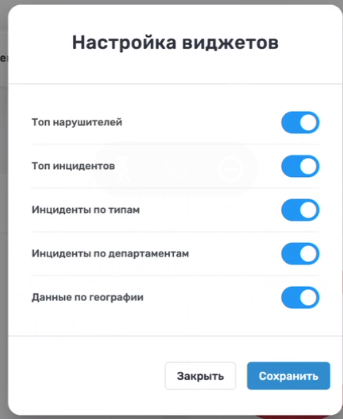 Настройка виджетов
Топ нарушителей
Топ инцидентов
Инциденты по типам
Инциденты по департаментам
Данные по географии
Закрыть
Сохранить